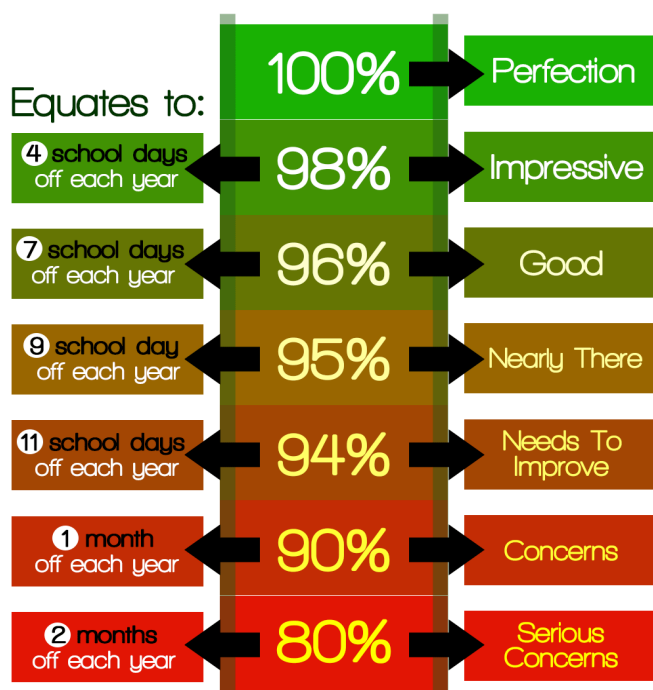 100%
Perfection
Equates to:
4 school days
off each year
98%
Impressive
7 school days
off each year
96%
Good
9 school day
off each year
95%
Nearly There
11 school days
off each year
94%
Needs To
Improve
1 month
off each year
90%
Concerns
2 months
off each year
80%
Serious
Concerns